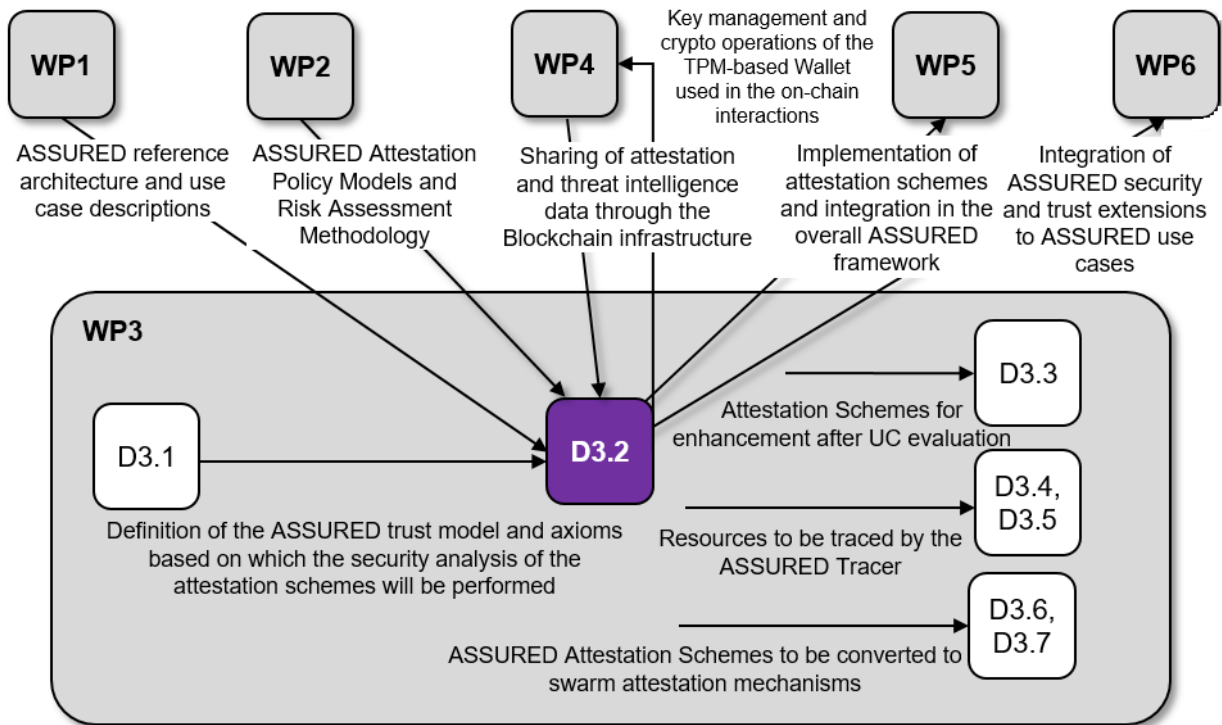 WP1
WP2
WP4
Key management and
crypto operations of the
TPM-based Wallet
used in the on-chain
interactions
WP5
WP6
ASSURED reference
architecture and use
case descriptions
ASSURED Attestation
Policy Models and
Risk Assessment
Methodology
Sharing of attestation
and threat intelligence
data through the
Blockchain infrastructure
Implementation of
attestation schemes
and integration in the
overall ASSURED
framework
Integration of
ASSURED security
and trust extensions
to ASSURED use
cases
WP3
D3.1
D3.2
D3.3
Attestation Schemes for
enhancement after UC evaluation
Definition of the ASSURED trust model and axioms
based on which the security analysis of the
attestation schemes will be performed
D3.4,
D3.5
Resources to be traced by the
ASSURED Tracer
D3.6,
D3.7
ASSURED Attestation Schemes to be converted to
swarm attestation mechanisms